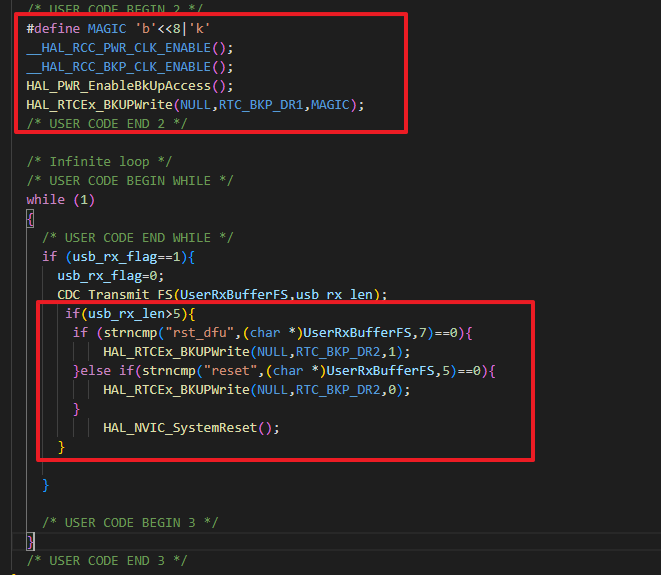 /* USER CODE BEGIN 2 */
#define MAGIC 'b'<<8|'k'
__HAL_RCC_PWR_CLK_ENABLE();
__HAL_RCC_BKP_CLK_ENABLE();
HAL_PWR_EnableBkUpAccess();
HAL_RTCEx_BKUPWrite(NULL,RTC_BKP_DR1,MAGIC);
/* USER CODE END 2 */
/* Infinite loop */
/* USER CODE BEGIN WHILE */
while (1)
{
/* USER CODE END WHILE */
if (usb_rx_flag==1){
usb_rx_flag=0;
CDC_Transmit_FS(UserRxBufferFS,usb_rx_len);
if(usb_rx_len>5){
if (strncmp("rst_dfu",(char *)UserRxBufferFS,7)==0){
HAL_RTCEx_BKUPWrite(NULL,RTC_BKP_DR2,1);
}else if(strncmp("reset",(char *)UserRxBufferFS,5)==0){
HAL_RTCEx_BKUPWrite(NULL,RTC_BKP_DR2,0);
}
HAL_NVIC_SystemReset();
}
}
/* USER CODE BEGIN 3 */
}
/* USER CODE END 3 */